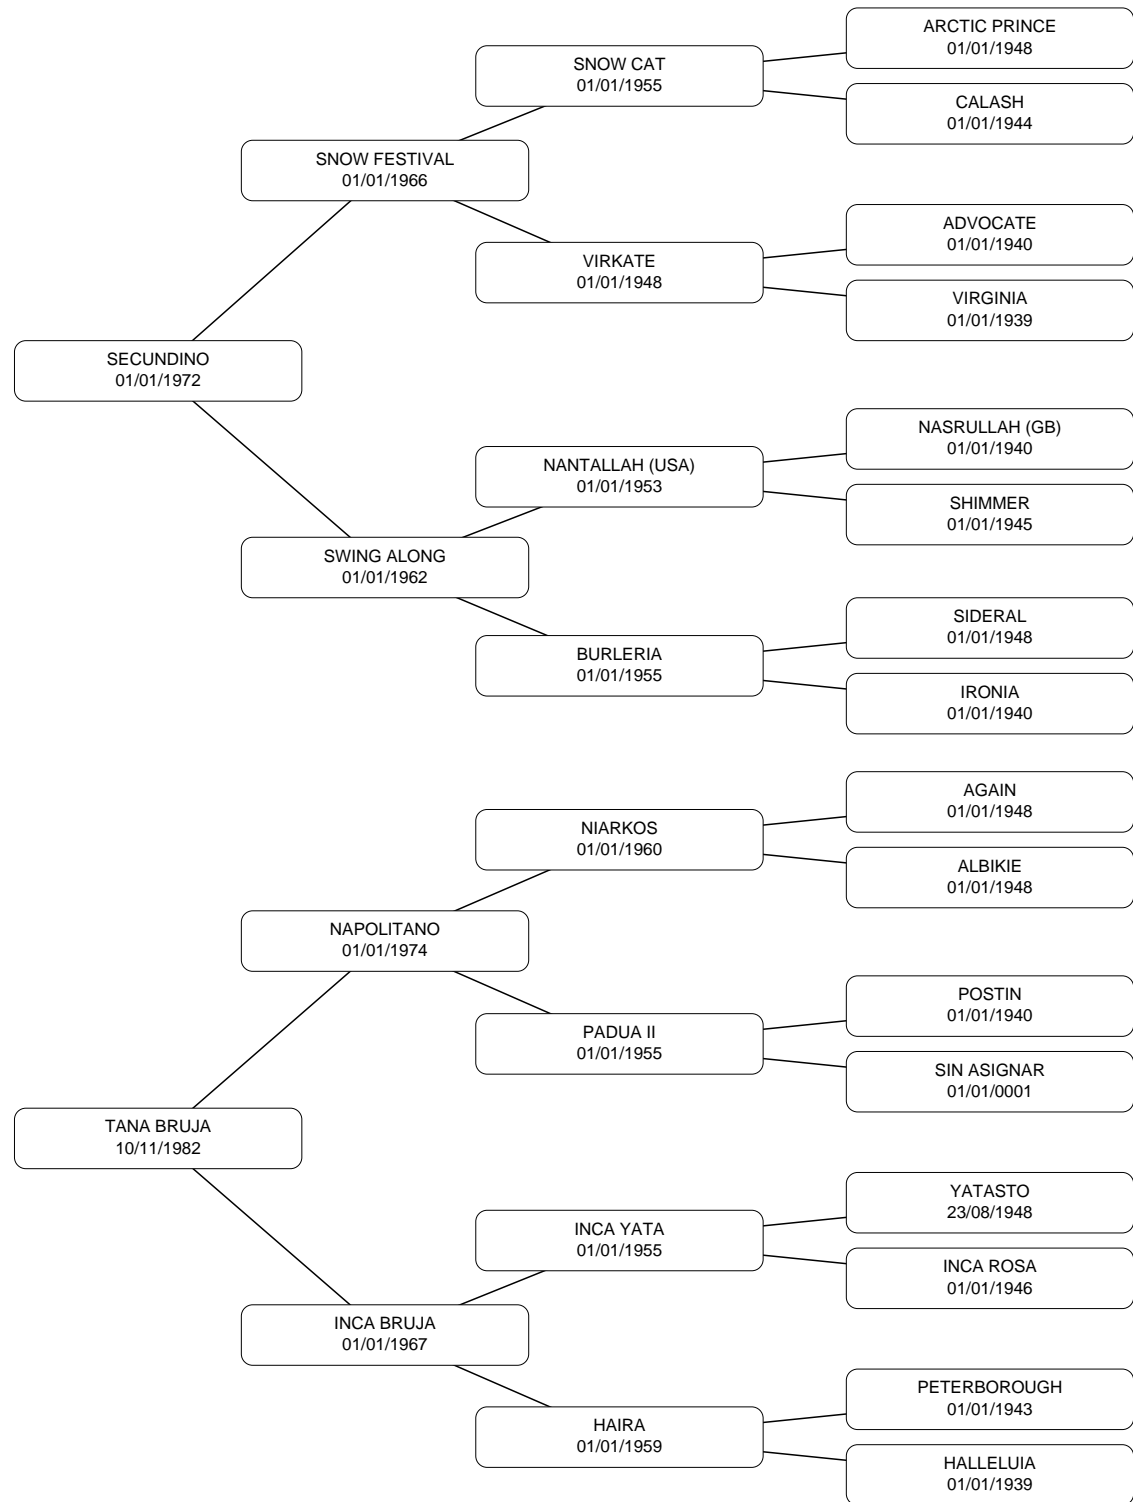 ARCTIC PRINCE
01/01/1948
SNOW CAT
01/01/1955
CALASH
01/01/1944
SNOW FESTIVAL
01/01/1966
ADVOCATE
01/01/1940
VIRKATE
01/01/1948
VIRGINIA
01/01/1939
SECUNDINO
01/01/1972
NASRULLAH (GB)
01/01/1940
NANTALLAH (USA)
01/01/1953
SHIMMER
01/01/1945
SWING ALONG
01/01/1962
SIDERAL
01/01/1948
BURLERIA
01/01/1955
IRONIA
01/01/1940
AGAIN
01/01/1948
NIARKOS
01/01/1960
ALBIKIE
01/01/1948
NAPOLITANO
01/01/1974
POSTIN
01/01/1940
PADUA II
01/01/1955
SIN ASIGNAR
01/01/0001
TANA BRUJA
10/11/1982
YATASTO
23/08/1948
INCA YATA
01/01/1955
INCA ROSA
01/01/1946
INCA BRUJA
01/01/1967
PETERBOROUGH
01/01/1943
HAIRA
01/01/1959
HALLELUIA
01/01/1939